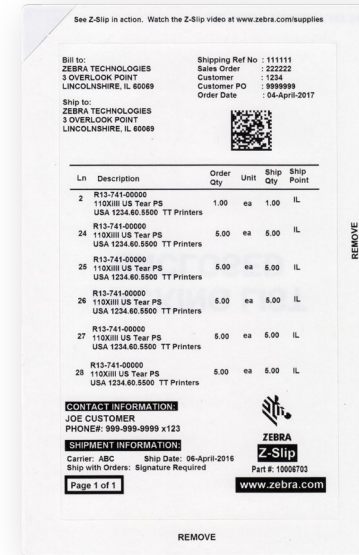 See Z-Slip in action. Watch the Z-Slip video at www.zebra.com/supplies
Bill to:
ZEBRA TECHNOLOGIES
3 OVERLOOK POINT
LINCOLNSHIRE, IL 60069
Ship to:
ZEBRA TECHNOLOGIES
3 OVERLOOK POINT
LINCOLNSHIRE, IL 60069
Shipping Ref No : 111111
Sales Order : 222222
Customer : 1234
Customer PO : 9999999
Order Date : 04-April-2017
Ln Description Order Qty Unit Ship Qty Ship Point
R13-741-00000
2 110XiIII US Tear PS 1.00 ea 1.00 IL
USA 1234.60.5500 TT Printers
R13-741-00000
24 110XiIII US Tear PS 5.00 ea 5.00 IL
USA 1234.60.5500 TT Printers
R13-741-00000
25 110XiIII US Tear PS 5.00 ea 5.00 IL
USA 1234.60.5500 TT Printers
R13-741-00000
26 110XiIII US Tear PS 5.00 ea 5.00 IL
USA 1234.60.5500 TT Printers
R13-741-00000
27 110XiIII US Tear PS 5.00 ea 5.00 IL
USA 1234.60.5500 TT Printers
R13-741-00000
28 110XiIII US Tear PS 5.00 ea 5.00 IL
USA 1234.60.5500 TT Printers
CONTACT INFORMATION:
JOE CUSTOMER
PHONE#: 999-999-9999 x123
SHIPMENT INFORMATION:
Carrier: ABC Ship Date: 06-April-2016
Ship with Orders: Signature Required
Page 1 of 1
ZEBRA
Z-Slip
Part #: 10006703
www.zebra.com
REMOVE
REMOVE